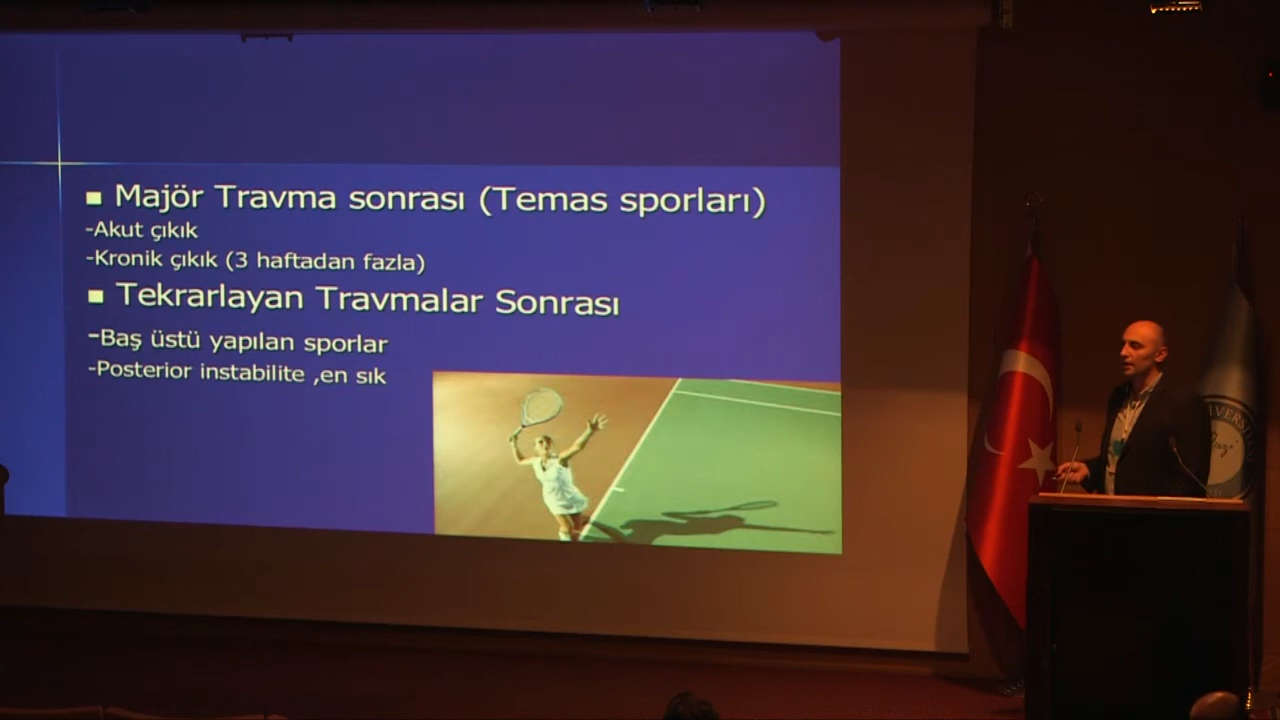 Majör Travma sonrası (Temas sporları)
-Akut çıkık
-Kronik çıkık (3 haftadan fazla)
Tekrarlayan Travmalar Sonrası
-Baş üstü yapılan sporlar
-Posterior instabilite ,en sık